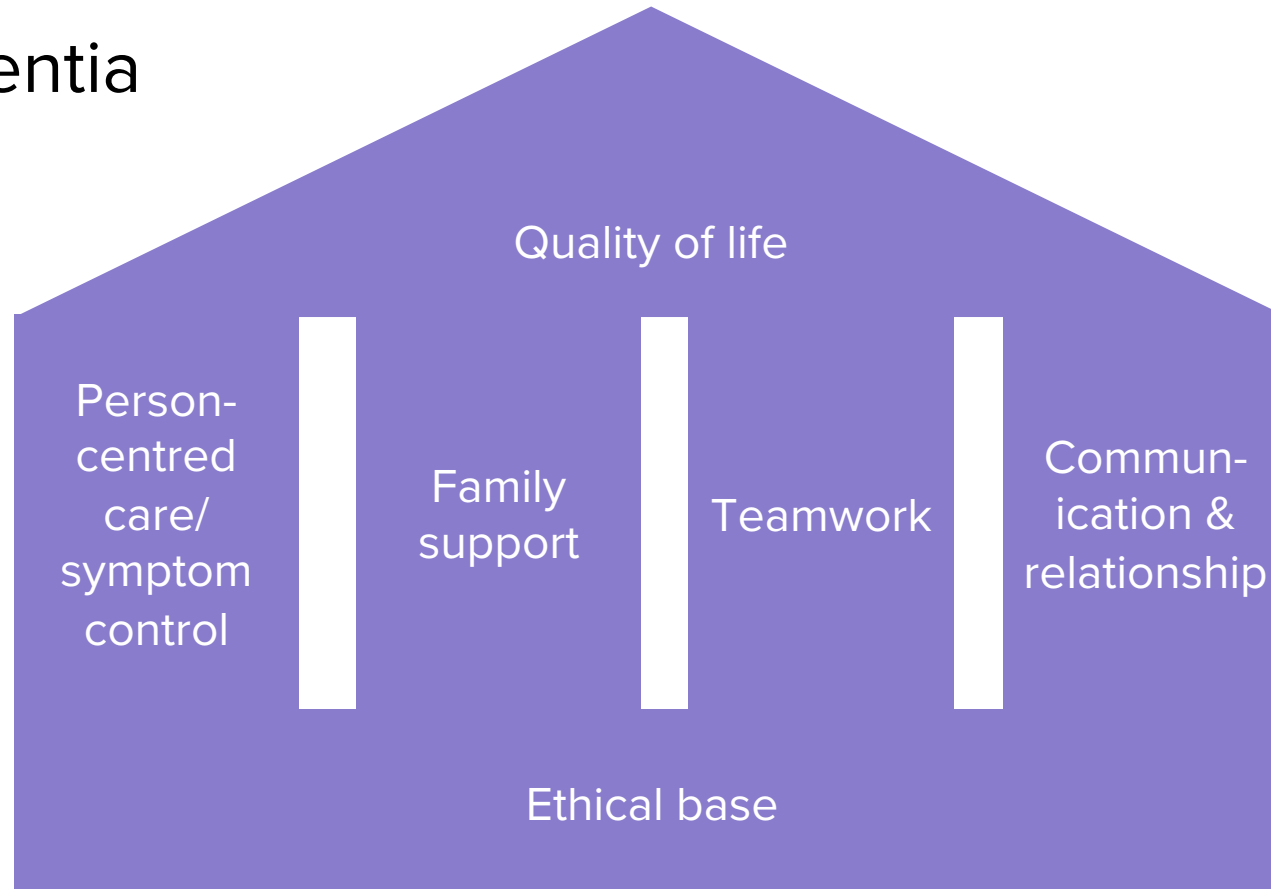 entia
Quality of life
Person-
centred
care/
symptom
control
Family
support
Teamwork
Commun-
ication &
relationship
Ethical base